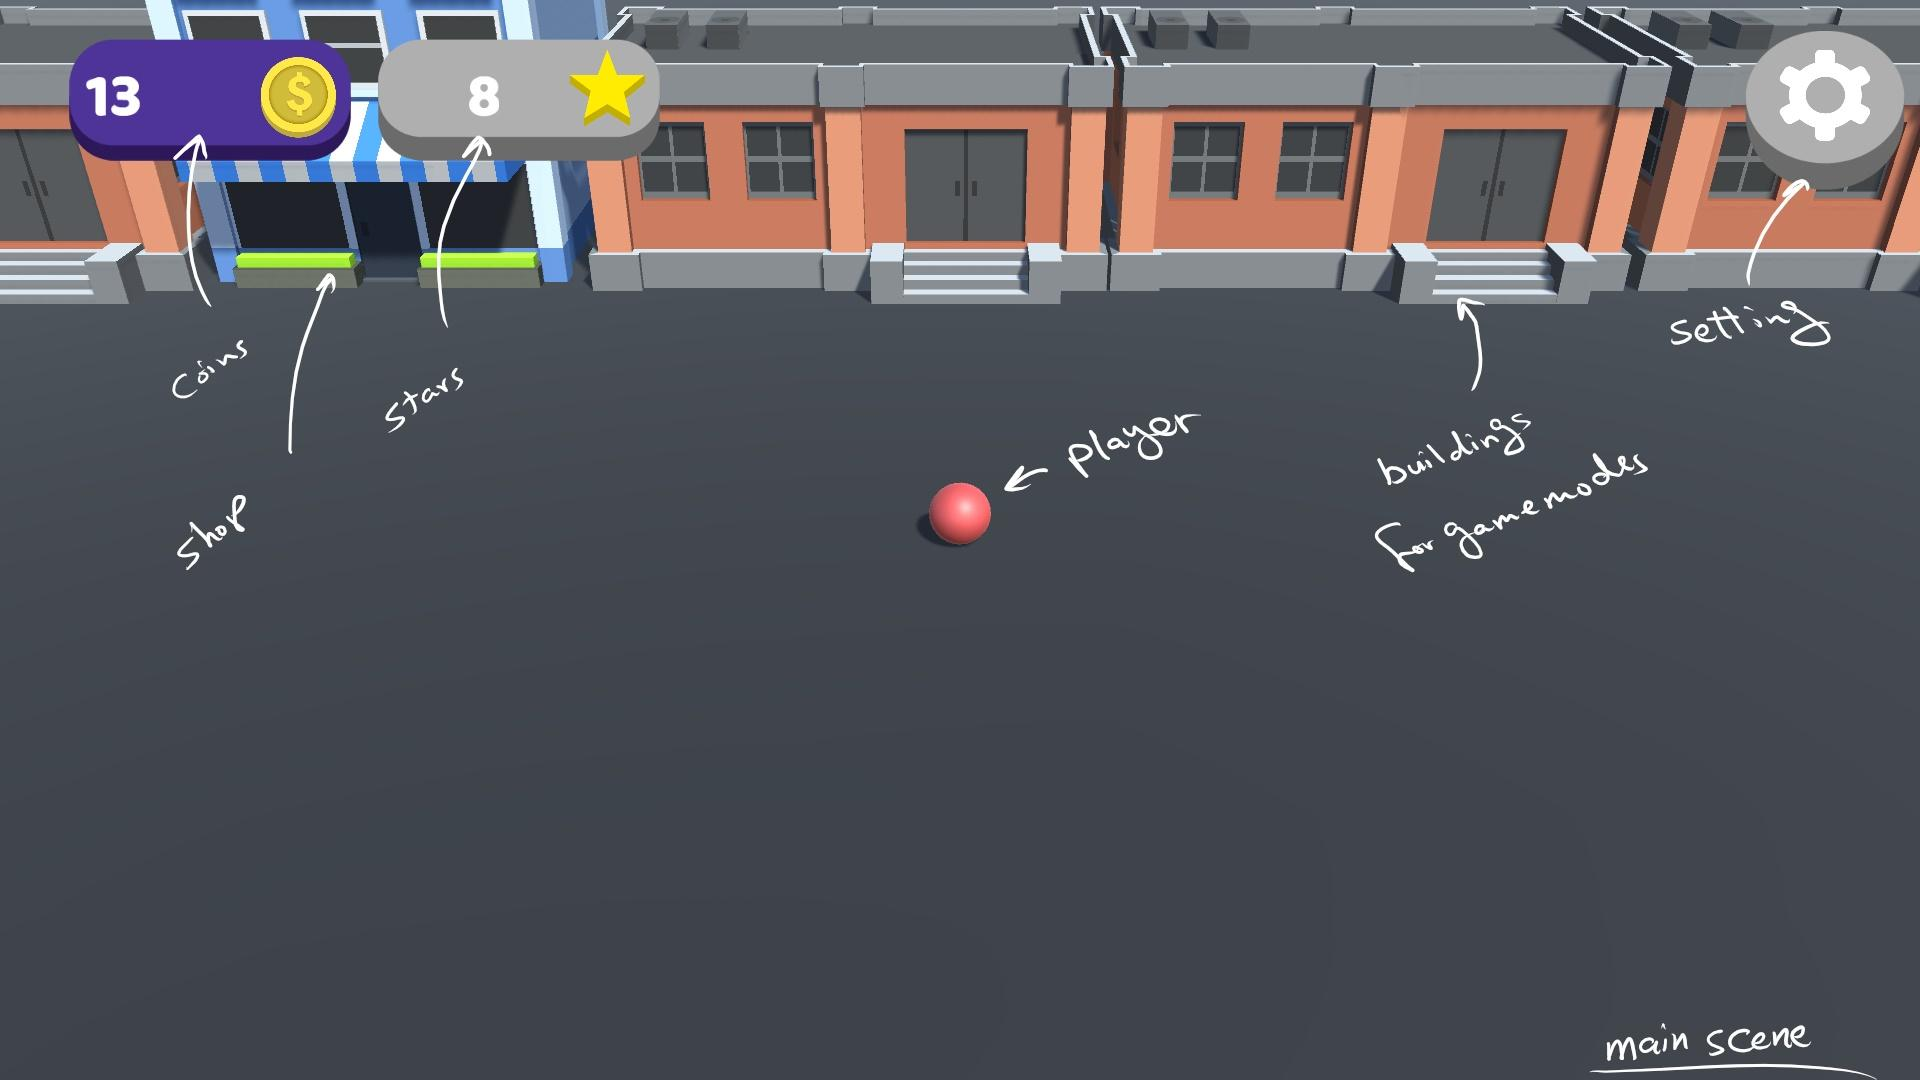 13 $
8
Coins
Stars
Shop
Player
buildings
for gamemodes
Setting
main scene